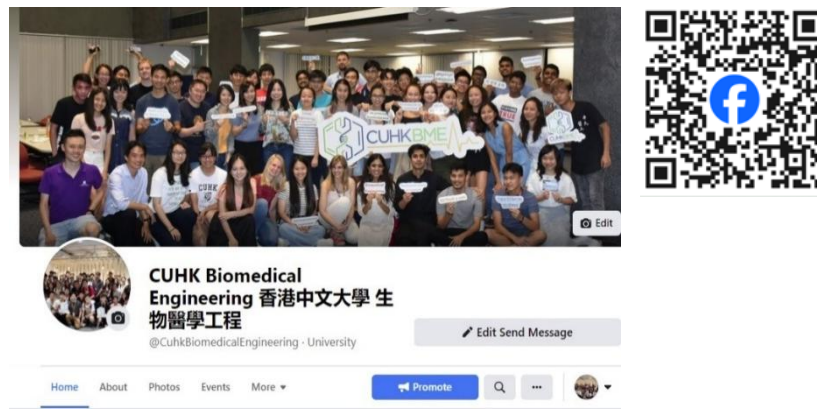 CUHKBME
CUHK
Edit
CUHK Biomedical
Engineering 香港中文大學 生
物醫學工程
@CuhkBiomedicalEngineering · University
Edit Send Message
Home About Photos Events More
Promote